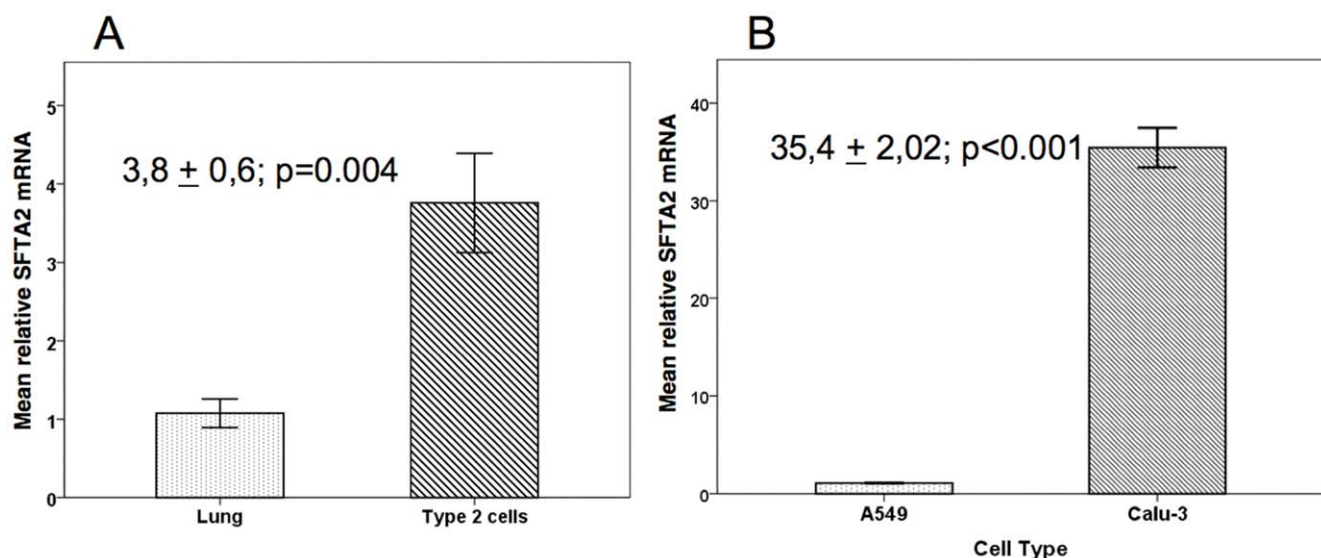 A
Mean relative SFTA2 mRNA
5
4
3
2
1
0
3,8 ± 0,6; p=0.004
Lung
Type 2 cells
B
Mean relative SFTA2 mRNA
40
30
20
10
0
35,4 ± 2,02; p<0.001
A549
Calu-3
Cell Type